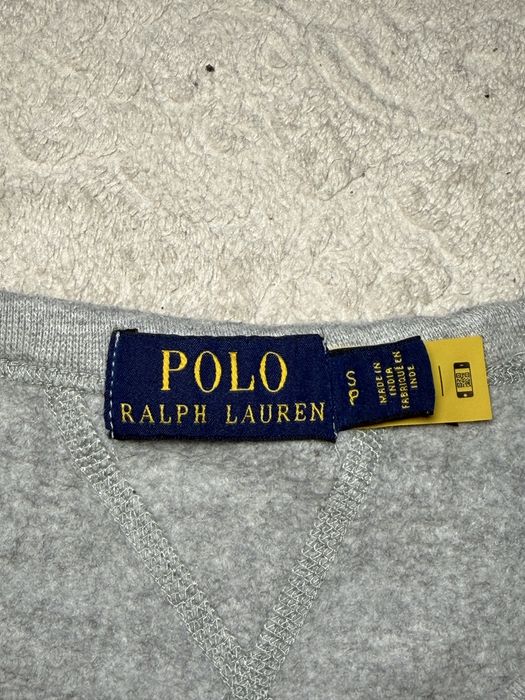 POLO
RALPH LAUREN
S
P
MADE IN
INDIA
FABRIQUÉ EN
INDE